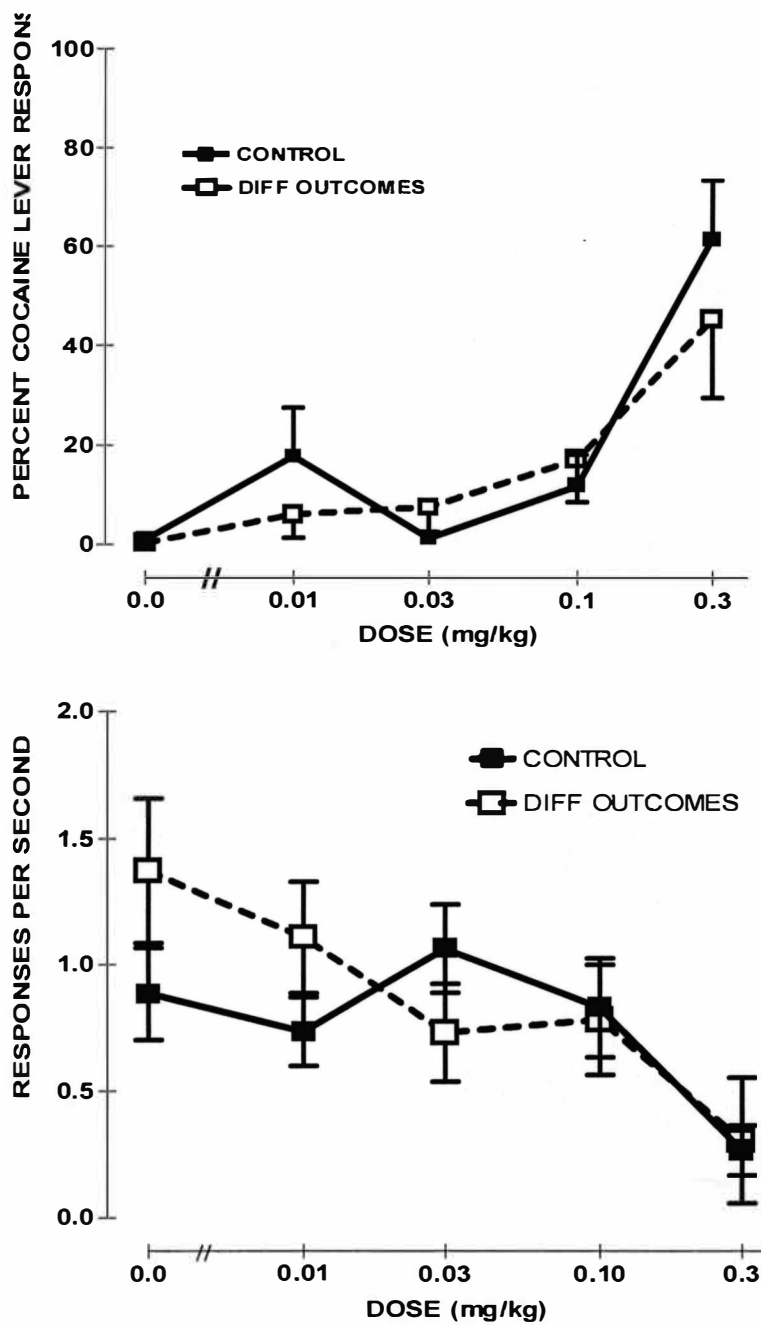 PERCENT COCAINE LEVER RESPONS
100
80
60
40
20
0
CONTROL
DIFF OUTCOMES
0.0
0.01
0.03
0.1
0.3
DOSE (mg/kg)
RESPONSES PER SECOND
2.0
1.5
1.0
0.5
0.0
CONTROL
DIFF OUTCOMES
0.0
0.01
0.03
0.10
0.3
DOSE (mg/kg)